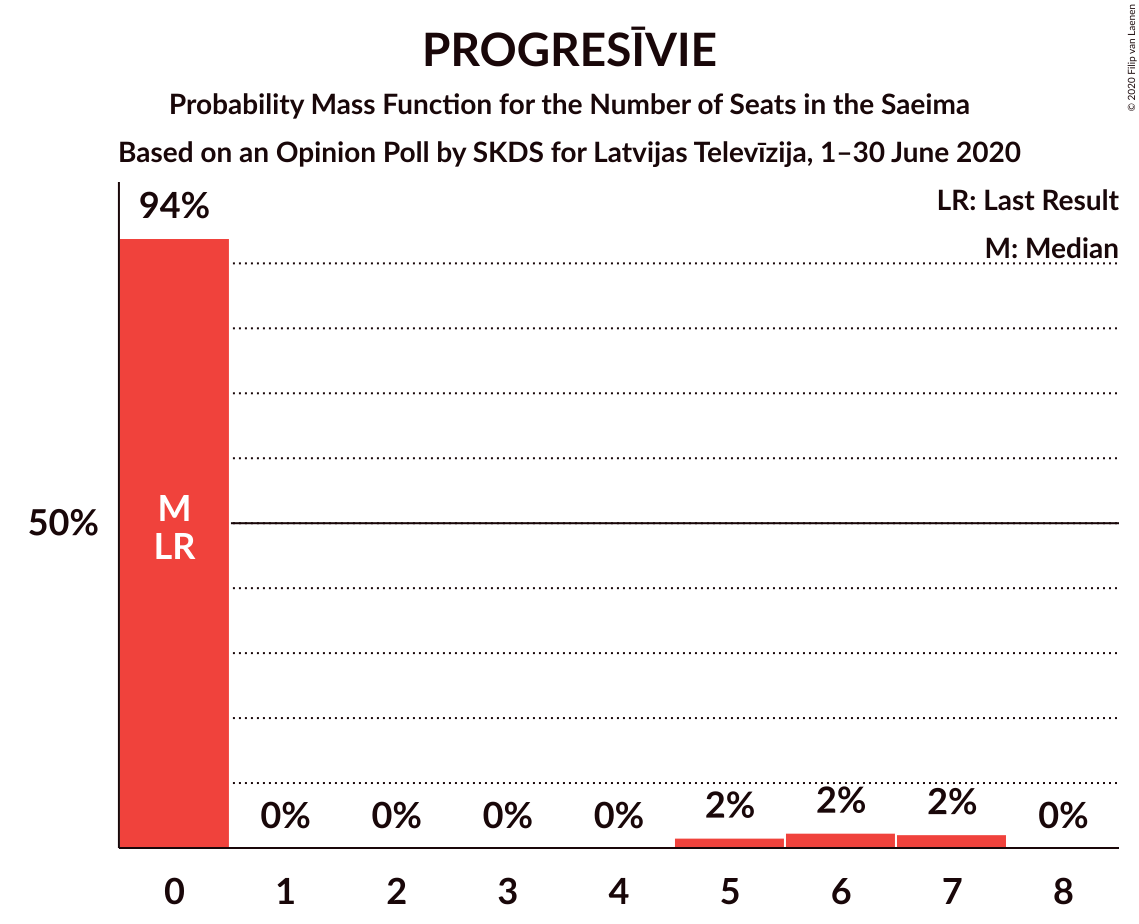 PROGRESĪVIE
Probability Mass Function for the Number of Seats in the Saeima
Based on an Opinion Poll by SKDS for Latvijas Televīzija, 1–30 June 2020
© 2020 Filip van Laenen
LR: Last Result
M: Median
94%
50%
M
LR
0% 0% 0% 0% 2% 2% 2% 0%
0 1 2 3 4 5 6 7 8